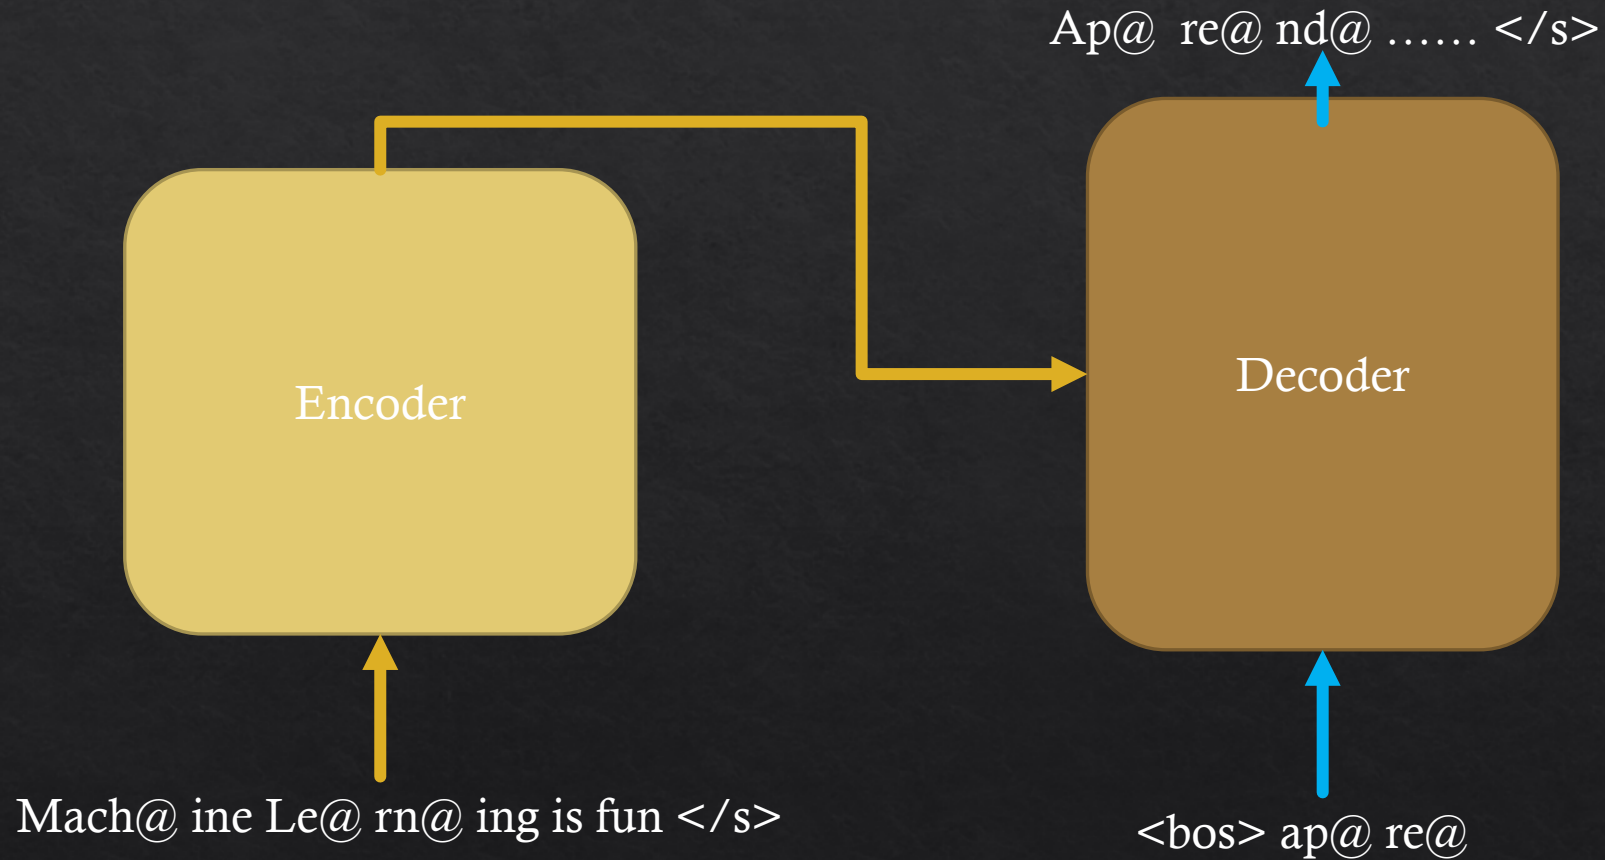 Ap@ re@ nd@ …… </s>
Encoder
Decoder
Mach@ ine Le@ rn@ ing is fun </s>
<bos> ap@ re@